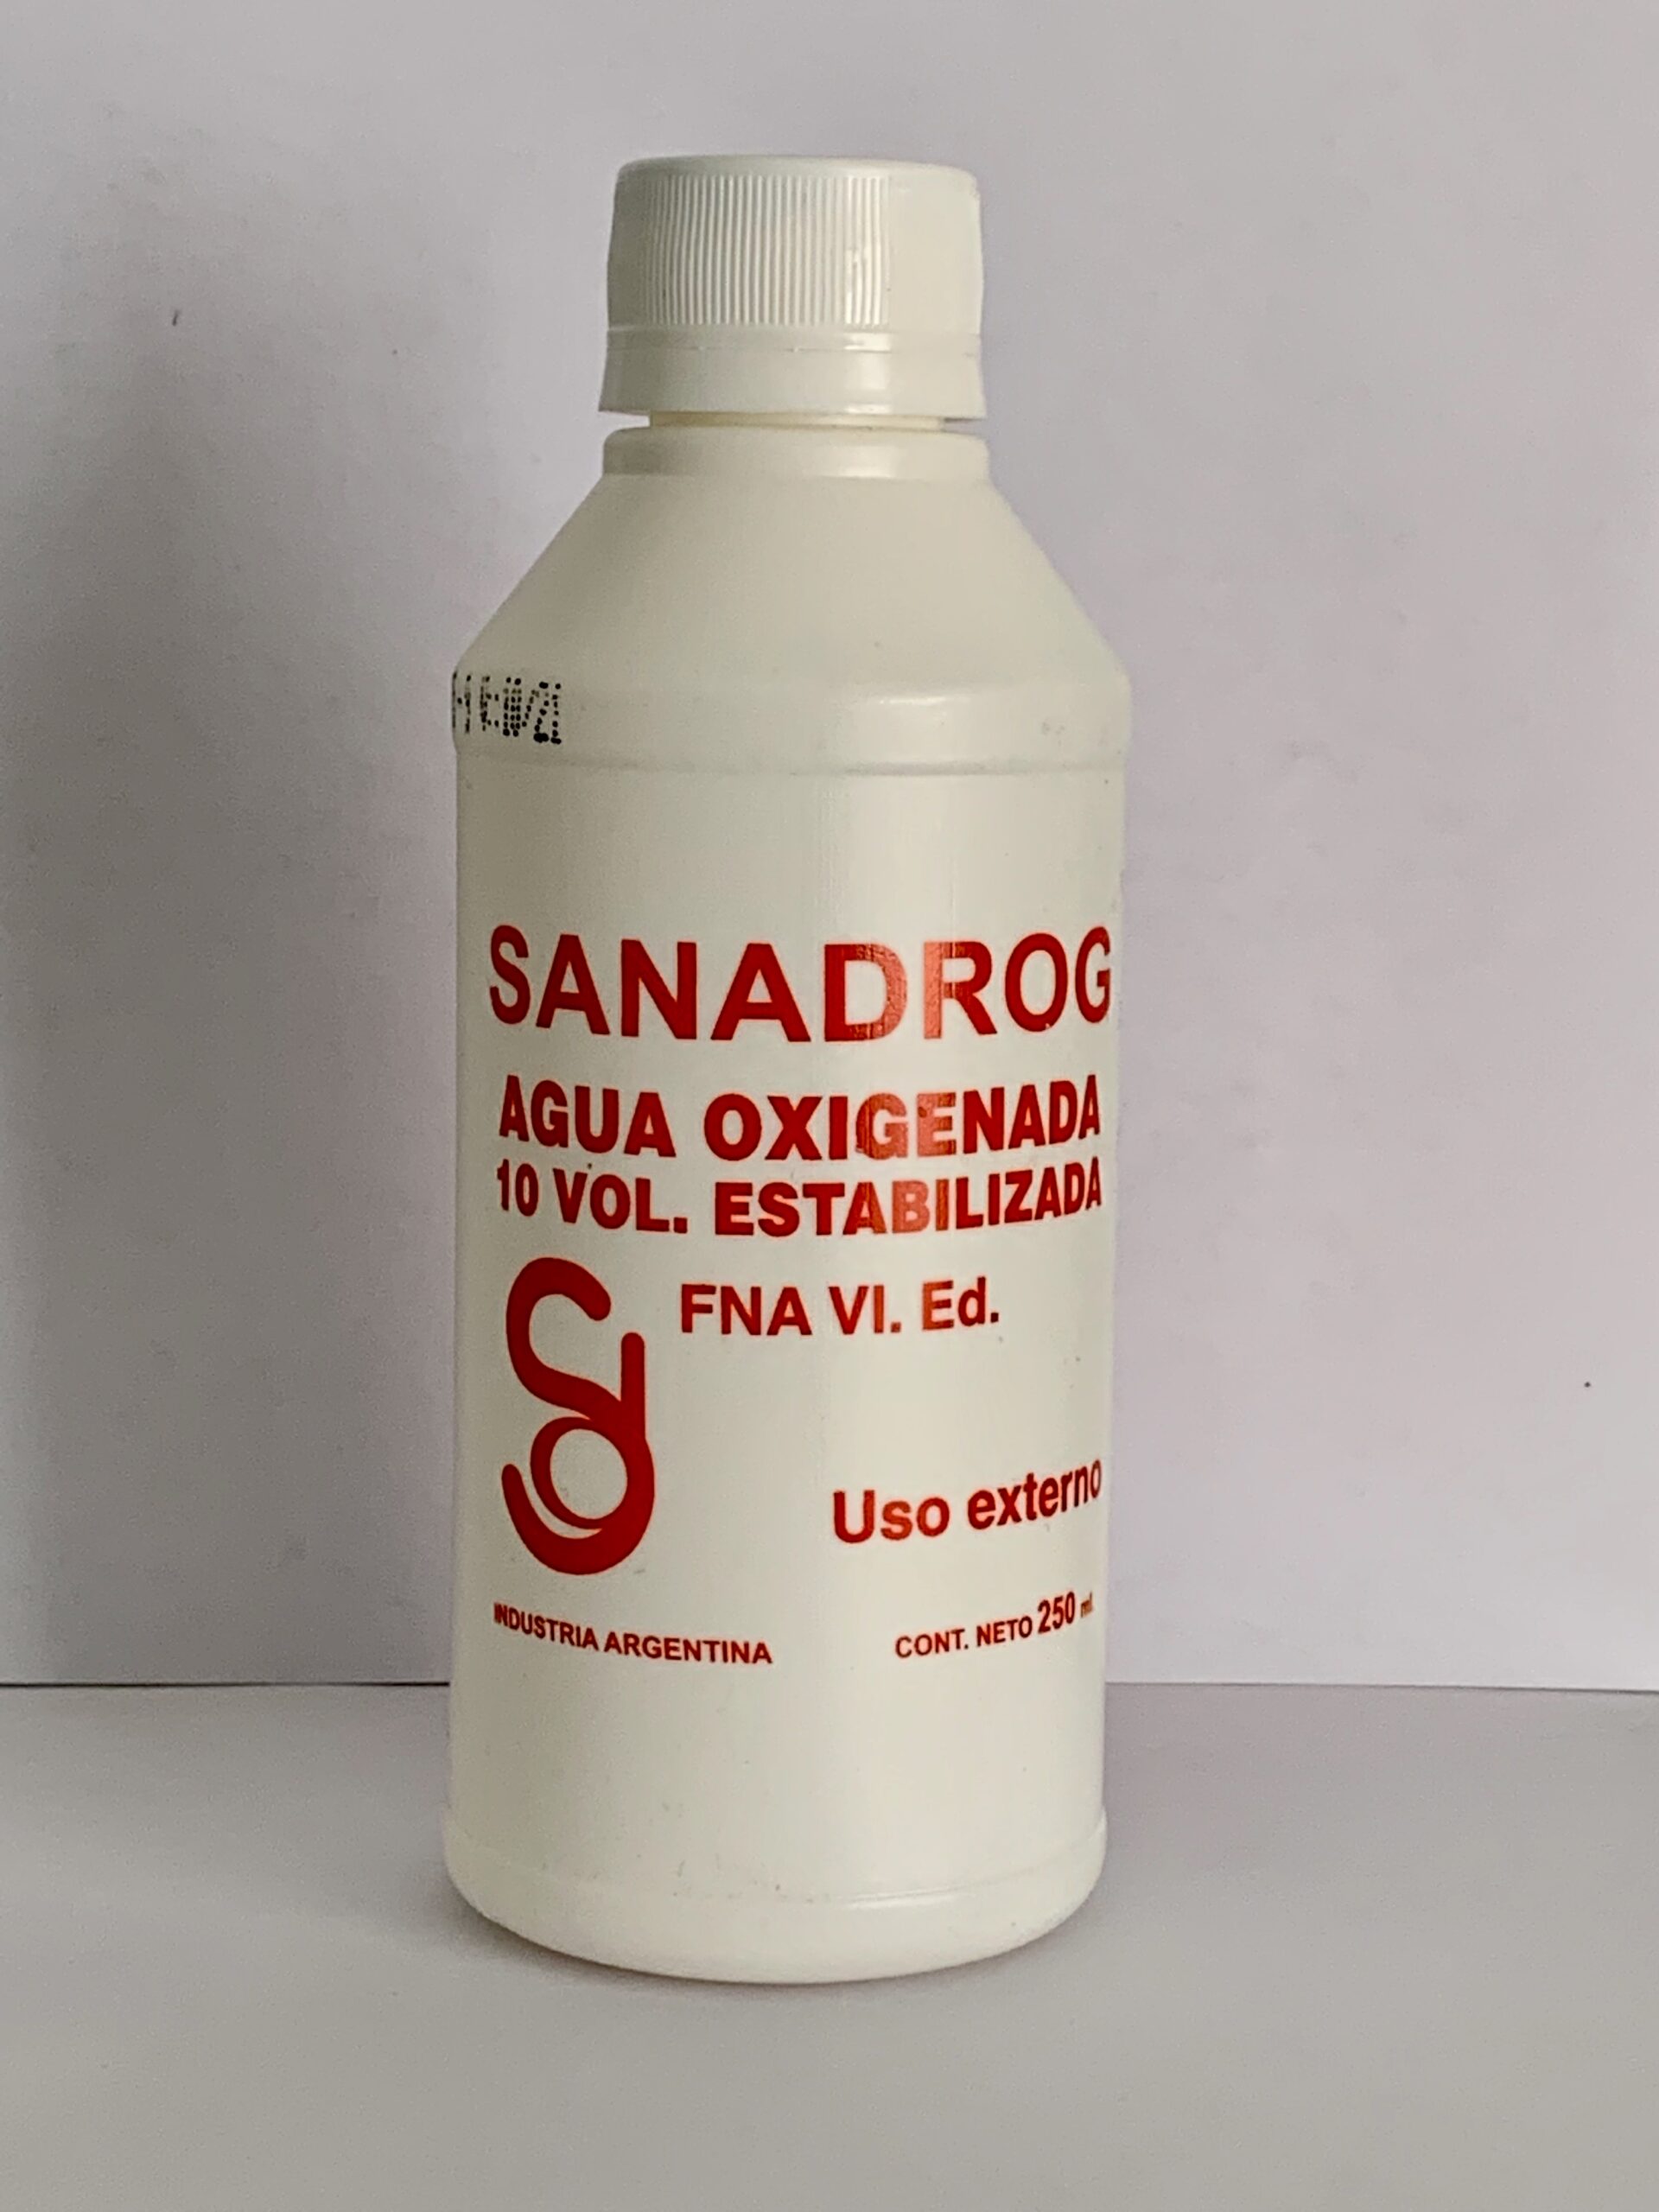 SANADROG
AGUA OXIGENADA
10 VOL. ESTABILIZADA
FNA VI. Ed.
Uso externo
INDUSTRIA ARGENTINA
CONT. NETO 250 ml.